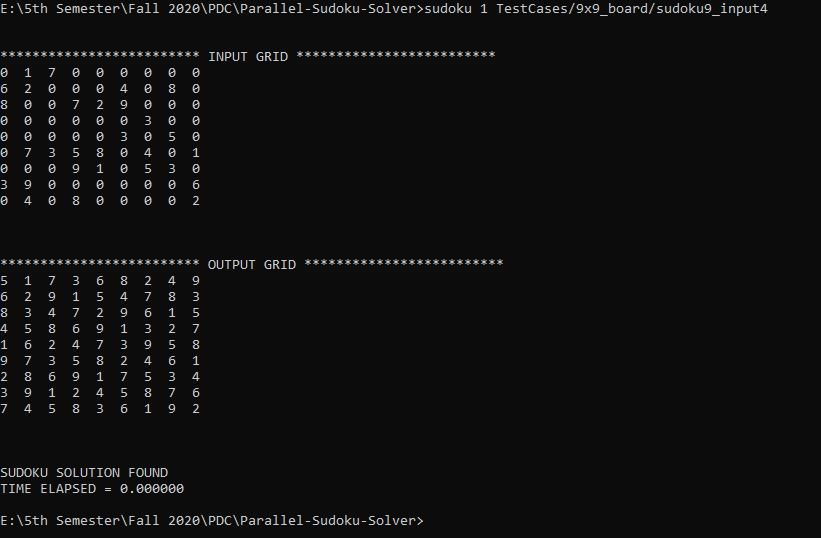 E:\5th Semester\Fall 2020\PDC\Parallel-Sudoku-Solver>sudoku 1 TestCases/9x9_board/sudoku9_input4
************************* INPUT GRID *************************
0 1 7 0 0 0 0 0 0
6 2 0 0 0 4 0 8 0
8 0 0 7 2 9 0 0 0
0 0 0 0 0 0 3 0 0
0 0 0 0 0 3 0 5 0
0 7 3 5 8 0 4 0 1
0 0 0 9 1 0 5 3 0
3 9 0 0 0 0 0 0 6
0 4 0 8 0 0 0 0 2
************************* OUTPUT GRID *************************
5 1 7 3 6 8 2 4 9
6 2 9 1 5 4 7 8 3
8 3 4 7 2 9 6 1 5
4 5 8 6 9 1 3 2 7
1 6 2 4 7 3 9 5 8
9 7 3 5 8 2 4 6 1
2 8 6 9 1 7 5 3 4
3 9 1 2 4 5 8 7 6
7 4 5 8 3 6 1 9 2
SUDOKU SOLUTION FOUND
TIME ELAPSED = 0.000000
E:\5th Semester\Fall 2020\PDC\Parallel-Sudoku-Solver>